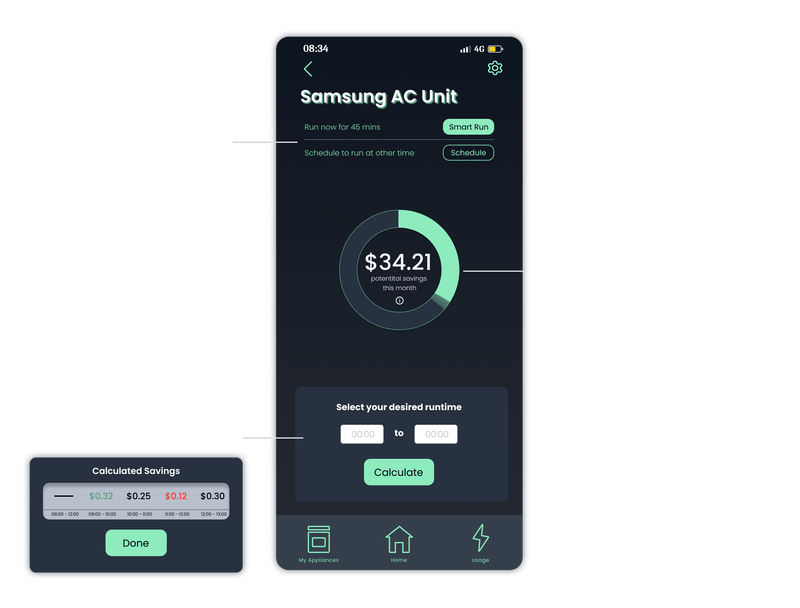 08:34 4G
Samsung AC Unit
Run now for 45 mins Smart Run
Schedule to run at other time Schedule
$34.21
potentital savings
this month
Select your desired runtime
00:00 to 00:00
Calculate
My Appliances Home Usage
Calculated Savings
$0.32 $0.25 $0.12 $0.30
08:00 - 12:00 09:00 - 10:00 10:00 - 11:00 11:00 - 12:00 12:00 - 13:00
Done